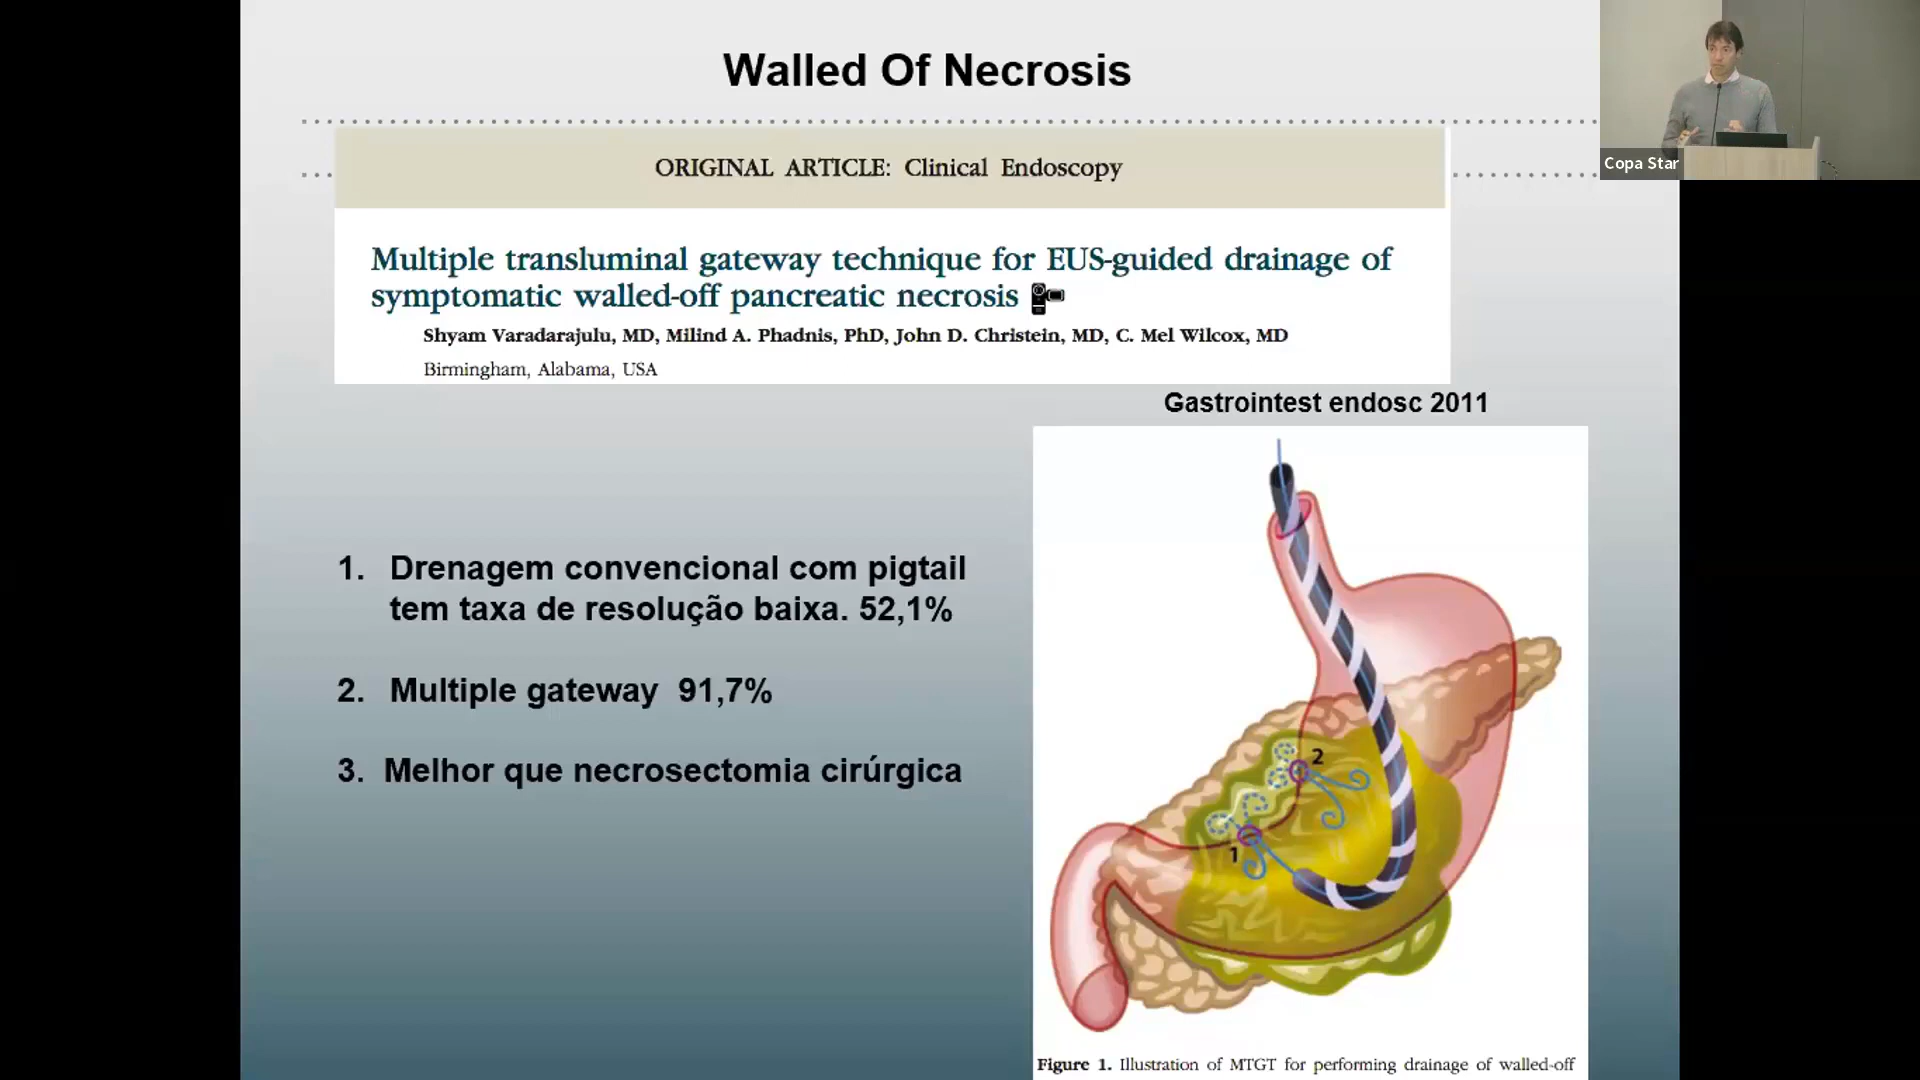 Walled Of Necrosis
Copa Star
ORIGINAL ARTICLE: Clinical Endoscopy
Multiple transluminal gateway technique for EUS-guided drainage of
symptomatic walled-off pancreatic necrosis
Shyam Varadarajulu, MD, Milind A. Phadnis, PhD, John D. Christein, MD, C. Mel Wilcox, MD
Birmingham, Alabama, USA
Gastrointest endosc 2011
1. Drenagem convencional com pigtail
tem taxa de resolução baixa. 52,1%
2. Multiple gateway 91,7%
3. Melhor que necrosectomia cirúrgica
2
1
Figure 1. Illustration of MTGT for performing drainage of walled-off